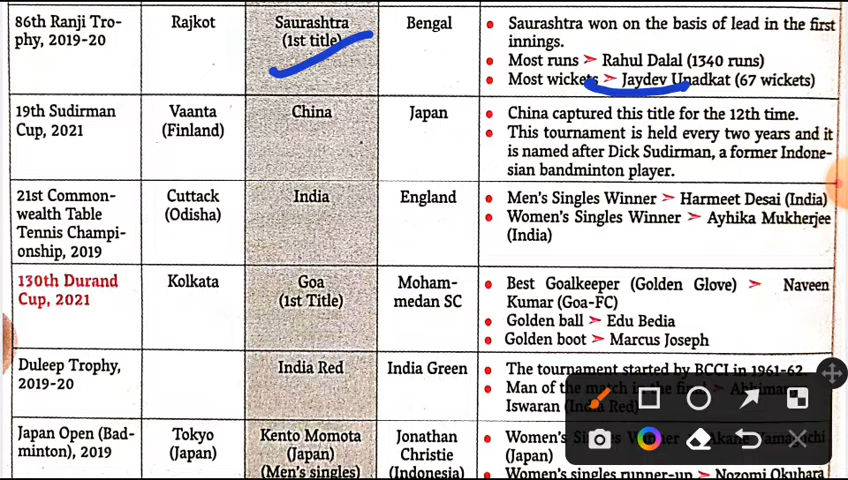 86th Ranji Tro-
phy, 2019-20
Rajkot
Saurashtra
(1st title)
Bengal
Saurashtra won on the basis of lead in the first
innings.
Most runs > Rahul Dalal (1340 runs)
Most wickets > Jaydev Unadkat (67 wickets)
19th Sudirman
Cup, 2021
Vaanta
(Finland)
China
Japan
China captured this title for the 12th time.
This tournament is held every two years and it
is named after Dick Sudirman, a former Indone-
sian bandminton player.
21st Common-
wealth Table
Tennis Champi-
onship, 2019
Cuttack
(Odisha)
India
England
Men's Singles Winner > Harmeet Desai (India)
Women's Singles Winner > Ayhika Mukherjee
(India)
130th Durand
Cup, 2021
Kolkata
Goa
(1st Title)
Moham-
medan SC
Best Goalkeeper (Golden Glove) > Naveen
Kumar (Goa-FC)
Golden ball > Edu Bedia
Golden boot > Marcus Joseph
Duleep Trophy,
2019-20
India Red
India Green
The tournament started by BCCI in 1961-62.
Man of the match in the final > Abhiman
Iswaran (India Red)
Japan Open (Bad-
minton), 2019
Tokyo
(Japan)
Kento Momota
(Japan)
(Men's singles)
Jonathan
Christie
(Indonesia)
Women's Singles Winner > Akane Yamaguchi
(Japan)
Women's singles runner-up > Nozomi Okuhara